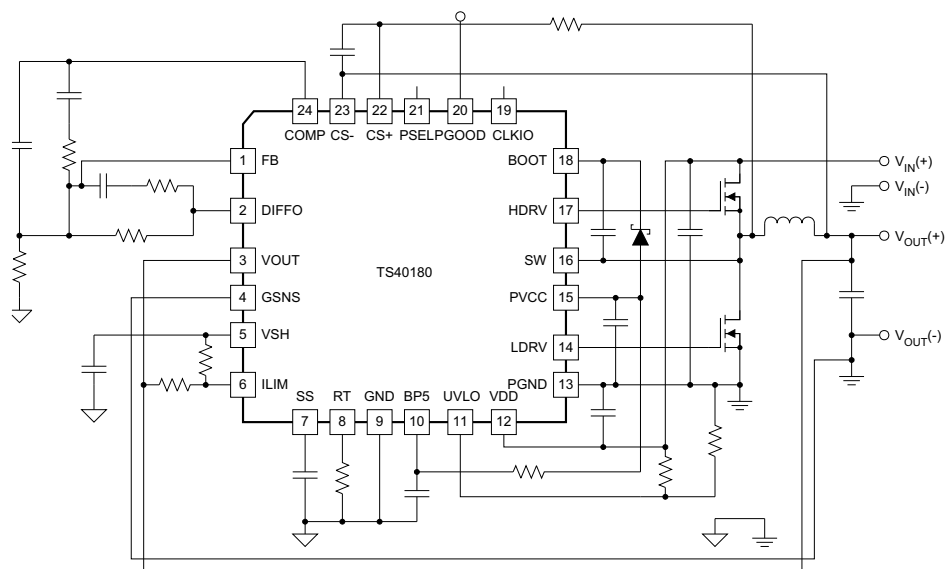 24 23 22 21 20 19
COMP CS- CS+ PSEL PGOOD CLKIO
1 FB
2 DIFFO
3 VOUT
4 GSNS
5 VSH
6 ILIM
TS40180
BOOT 18
HDRV 17
SW 16
PVCC 15
LDRV 14
PGND 13
SS RT GND BP5 UVLO VDD
7 8 9 10 11 12
VIN(+)
VIN(-)
VOUT(+)
VOUT(-)